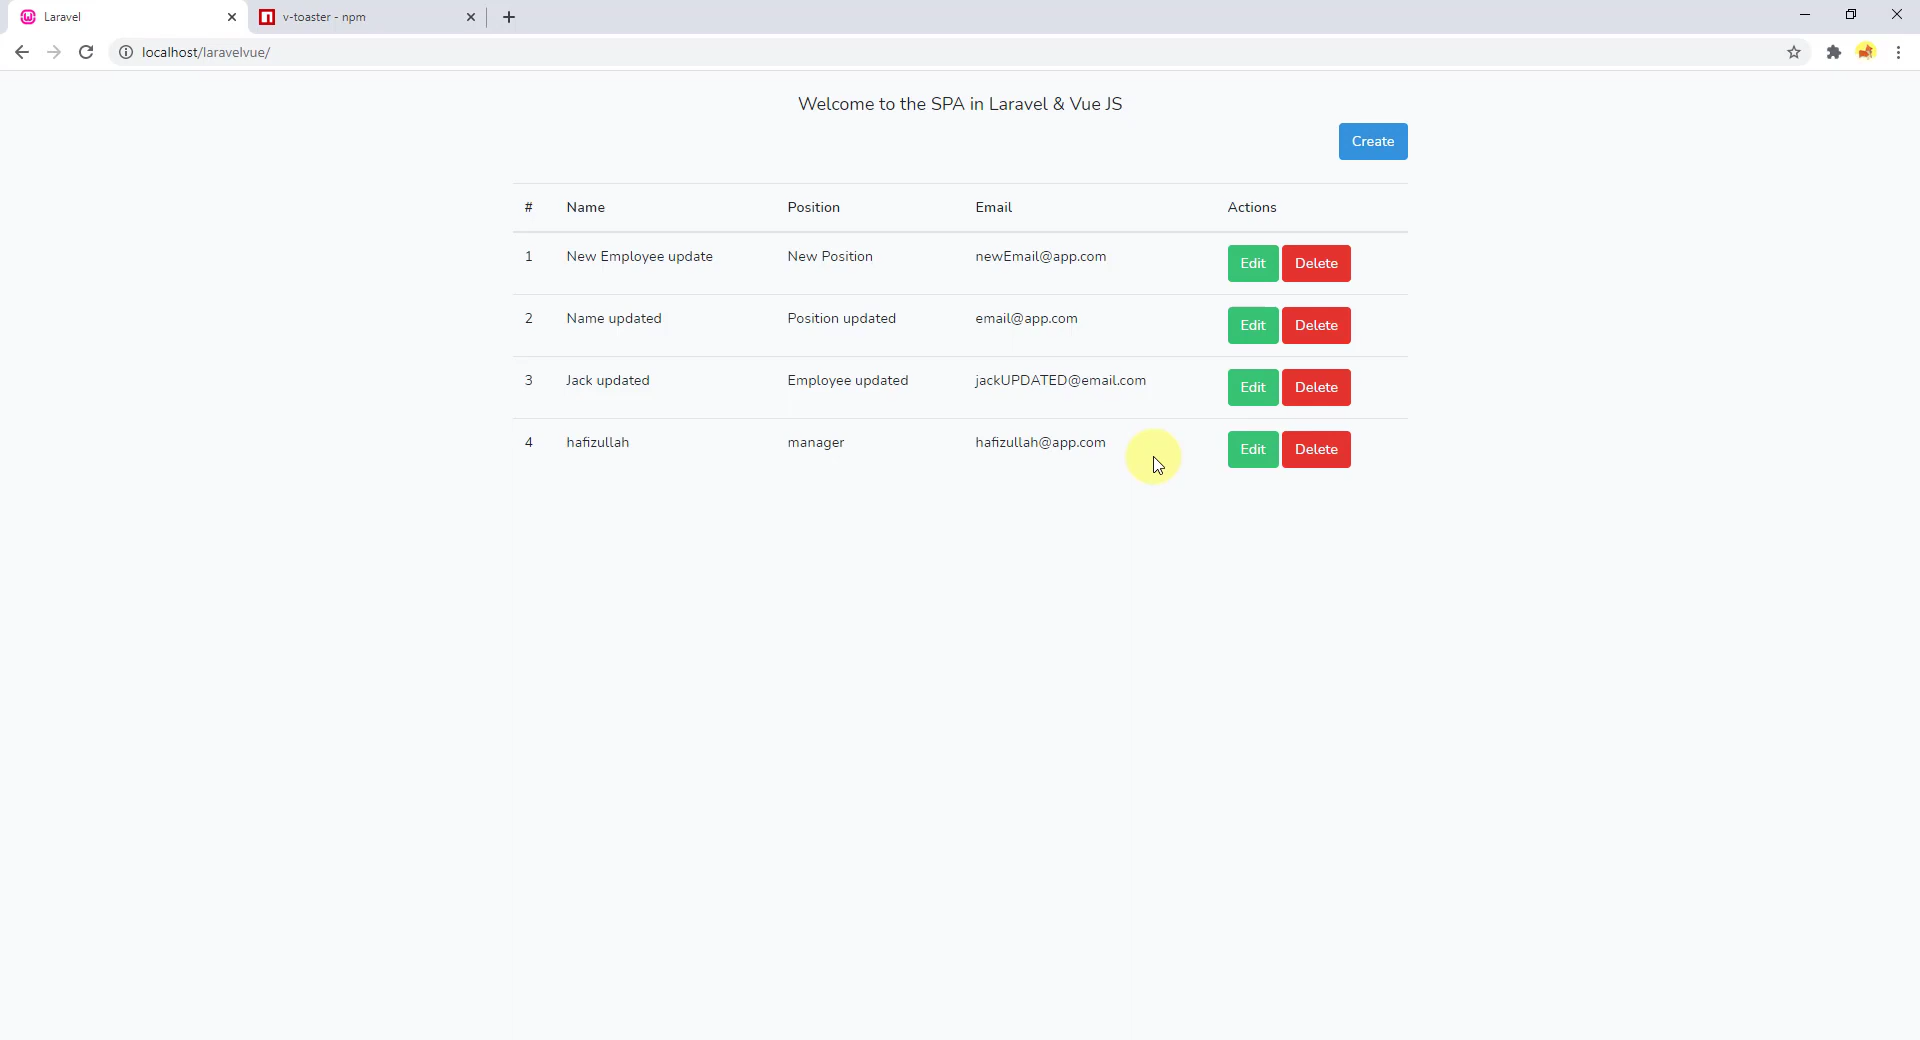 Laravel
v-toaster - npm
localhost/laravelvue/
Welcome to the SPA in Laravel & Vue JS
Create
# Name Position Email Actions
1 New Employee update New Position newEmail@app.com Edit Delete
2 Name updated Position updated email@app.com Edit Delete
3 Jack updated Employee updated jackUPDATED@email.com Edit Delete
4 hafizullah manager hafizullah@app.com Edit Delete